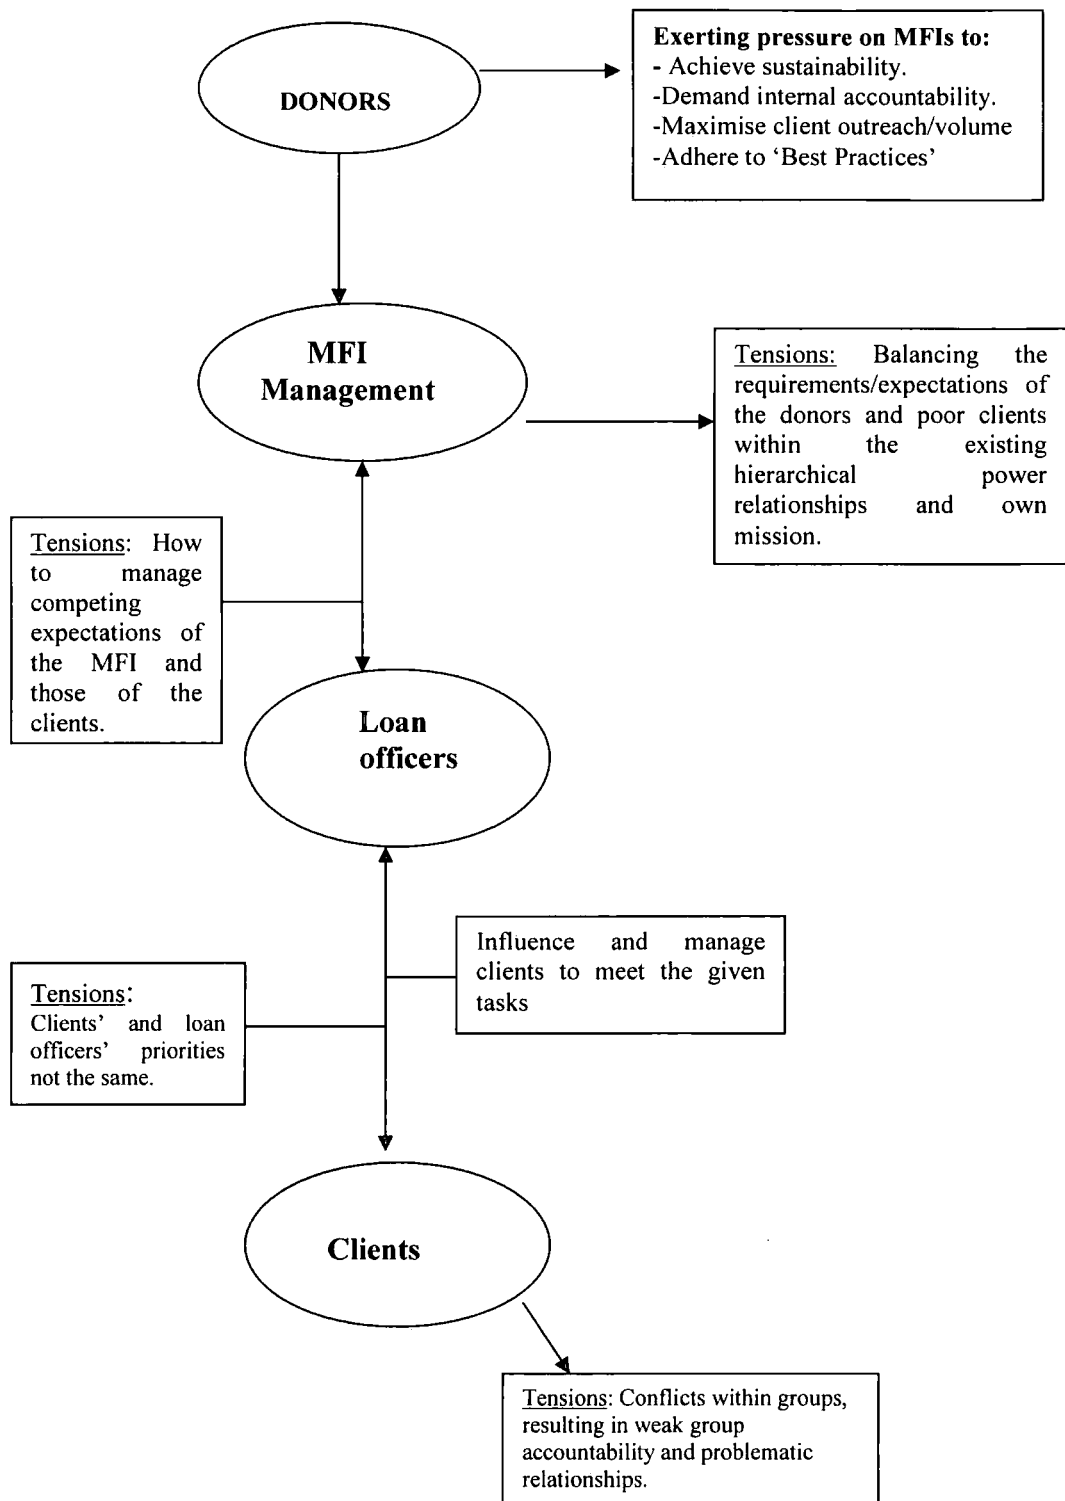 DONORS
Exerting pressure on MFIs to:
- Achieve sustainability.
-Demand internal accountability.
-Maximise client outreach/volume
-Adhere to ‘Best Practices’
MFI
Management
Tensions: Balancing the
requirements/expectations of
the donors and poor clients
within the existing
hierarchical power
relationships and own
mission.
Tensions: How
to manage
competing
expectations of
the MFI and
those of the
clients.
Loan
officers
Influence and manage
clients to meet the given
tasks
Tensions:
Clients’ and loan
officers’ priorities
not the same.
Clients
Tensions: Conflicts within groups,
resulting in weak group
accountability and problematic
relationships.